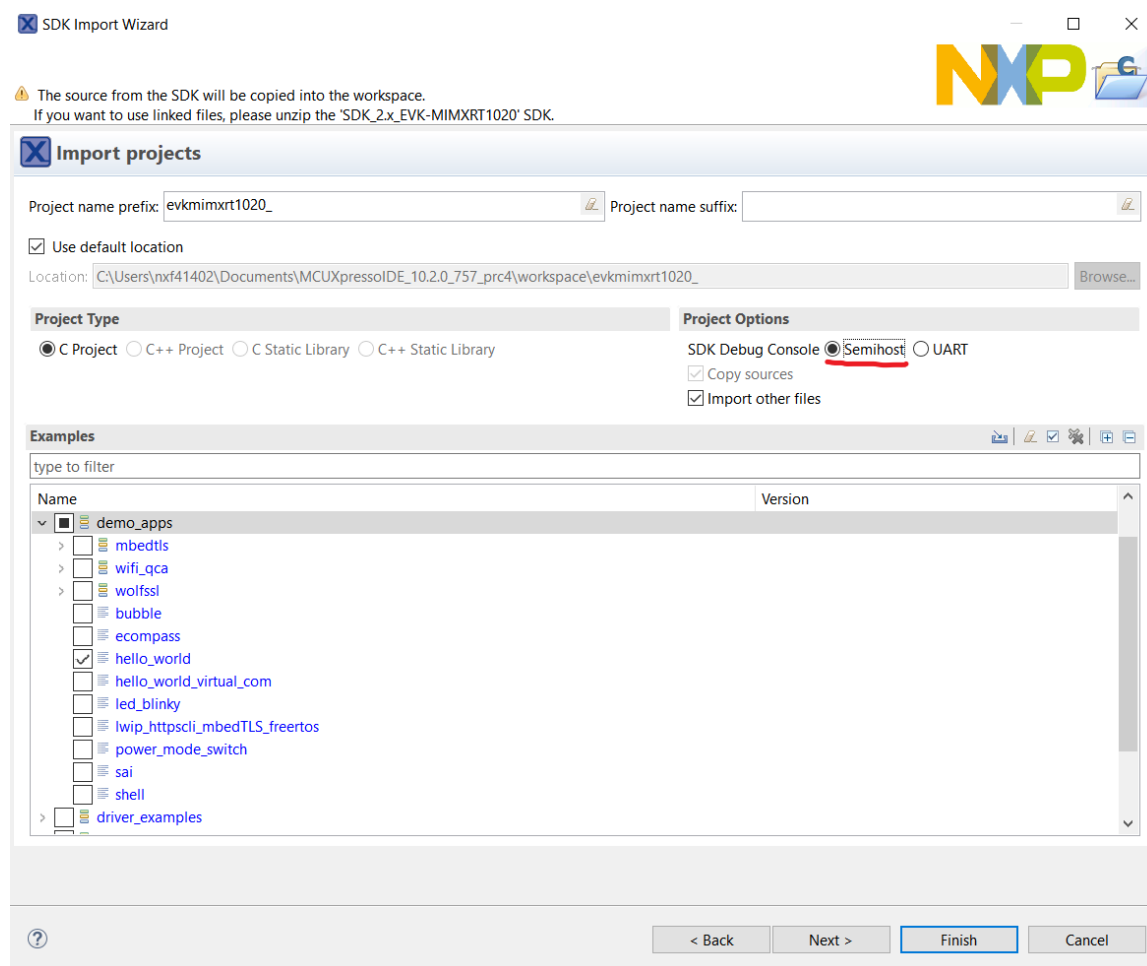 SDK Import Wizard
NXP
C
The source from the SDK will be copied into the workspace.
If you want to use linked files, please unzip the 'SDK_2.x_EVK-MIMXRT1020' SDK.
X Import projects
Project name prefix: evkmimxrt1020_ Project name suffix:
Use default location
Location: C:\Users\nxf41402\Documents\MCUXpressoIDE_10.2.0_757_prc4\workspace\evkmimxrt1020_ Browse...
Project Type Project Options
C Project C++ Project C Static Library C++ Static Library SDK Debug Console Semihost UART
Copy sources
Import other files
Examples
type to filter
Name Version
demo_apps
mbedtls
wifi_qca
wolfssl
bubble
ecompass
hello_world
hello_world_virtual_com
led_blinky
lwip_httpscli_mbedTLS_freertos
power_mode_switch
sai
shell
driver_examples
? < Back Next > Finish Cancel